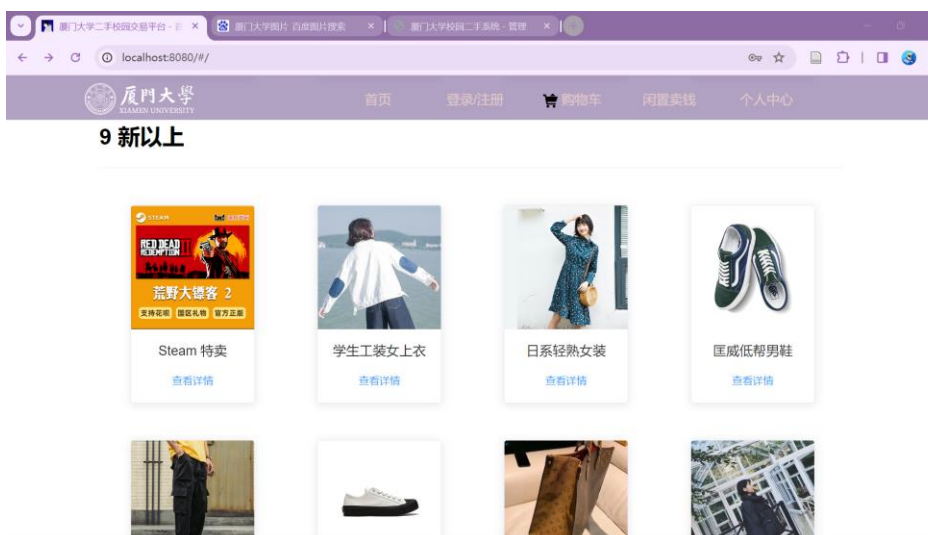 厦门大学二手校园交易平台 - 首
厦门大学图片 百度图片搜索
厦门大学校园二手系统 - 管理
localhost:8080/#/
厦門大學
XIAMEN UNIVERSITY
首页
登录/注册
购物车
闲置卖钱
个人中心
9 新以上
STEAM
RED DEAD
REDEMPTION II
荒野大镖客 2
支持花呗 国区礼物 官方正版
Steam 特卖
学生工装女上衣
日系轻熟女装
匡威低帮男鞋
查看详情
查看详情
查看详情
查看详情